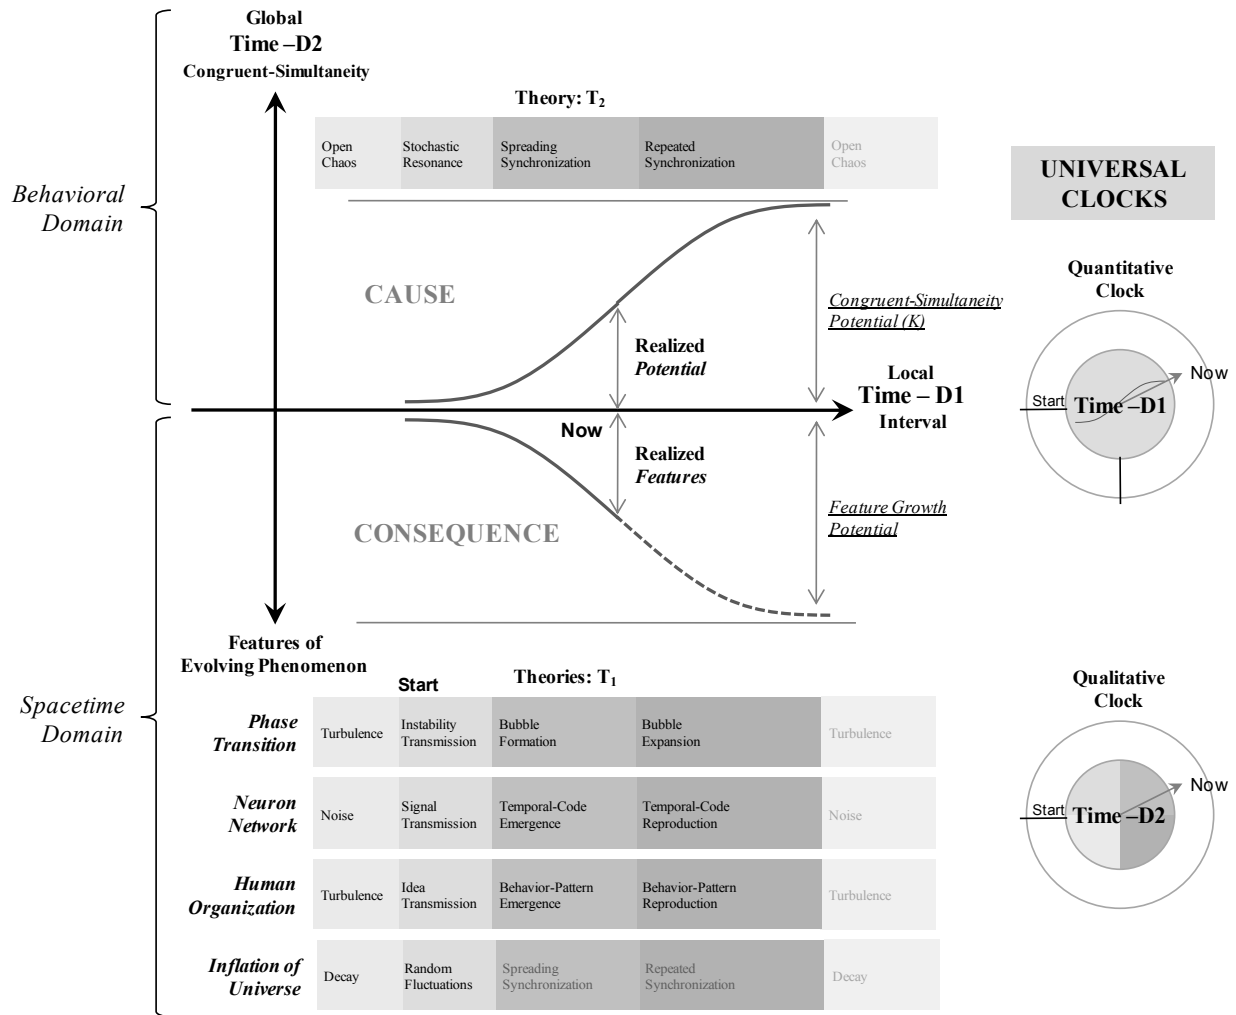 Global
Time –D2
Congruent-Simultaneity
Theory: T2
Open
Chaos
Stochastic
Resonance
Spreading
Synchronization
Repeated
Synchronization
Open
Chaos
Behavioral
Domain
UNIVERSAL
CLOCKS
CAUSE
Realized
Potential
Congruent-Simultaneity
Potential (K)
Quantitative
Clock
Now
Start
Time –D1
Local
Time – D1
Interval
Now
Realized
Features
CONSEQUENCE
Feature Growth
Potential
Features of
Evolving Phenomenon
Spacetime
Domain
Start
Theories: T1
Phase
Transition
Turbulence
Instability
Transmission
Bubble
Formation
Bubble
Expansion
Turbulence
Neuron
Network
Noise
Signal
Transmission
Temporal-Code
Emergence
Temporal-Code
Reproduction
Noise
Human
Organization
Turbulence
Idea
Transmission
Behavior-Pattern
Emergence
Behavior-Pattern
Reproduction
Turbulence
Inflation of
Universe
Decay
Random
Fluctuations
Spreading
Synchronization
Repeated
Synchronization
Decay
Qualitative
Clock
Now
Start
Time –D2